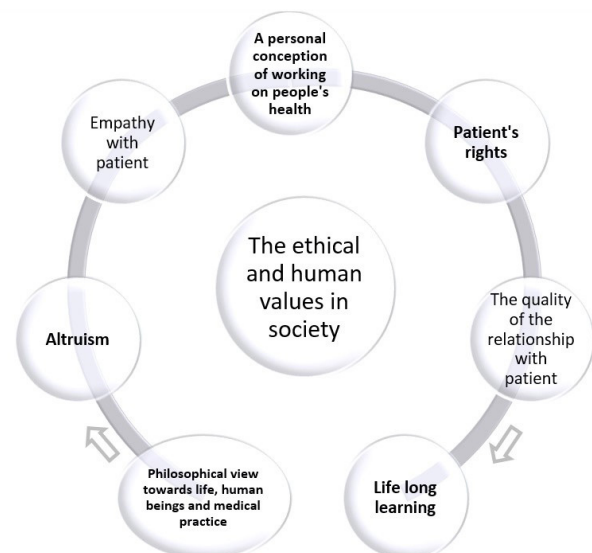 A personal
conception
of working
on people's
health
Empathy
with
patient
Patient's
rights
The ethical
and human
values in
society
The quality
of the
relationship
with
patient
Altruism
Philosophical view
towards life, human
beings and medical
practice
Life long
learning